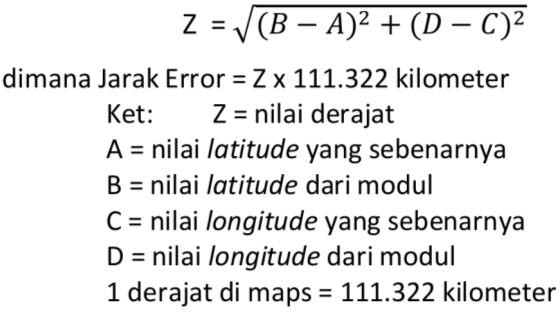 Z = √(B − A)² + (D − C)²
dimana Jarak Error = Z x 111.322 kilometer
Ket: Z = nilai derajat
A = nilai latitude yang sebenarnya
B = nilai latitude dari modul
C = nilai longitude yang sebenarnya
D = nilai longitude dari modul
1 derajat di maps = 111.322 kilometer